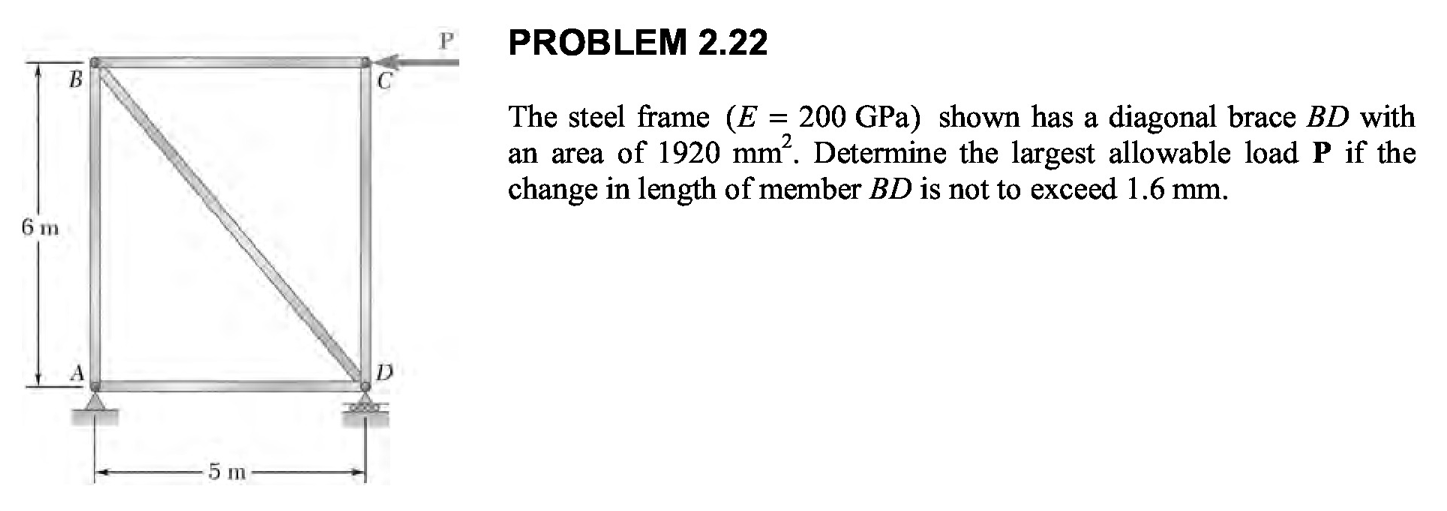 P
PROBLEM 2.22
B
C
The steel frame (E = 200 GPa) shown has a diagonal brace BD with
an area of 1920 mm². Determine the largest allowable load P if the
change in length of member BD is not to exceed 1.6 mm.
6 m
A
D
5 m